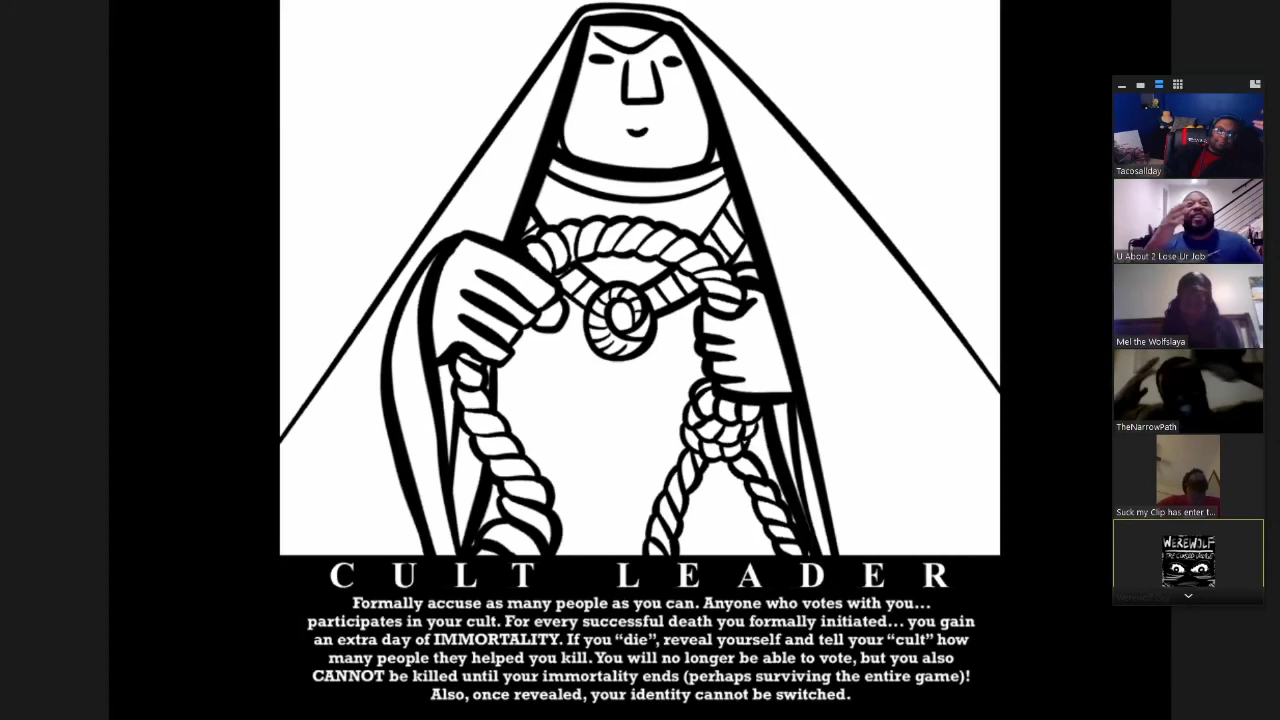 CULT LEADER
Formally accuse as many people as you can. Anyone who votes with you...
participates in your cult. For every successful death you formally initiated... you gain
an extra day of IMMORTALITY. If you “die”, reveal yourself and tell your “cult” how
many people they helped you kill. You will no longer be able to vote, but you also
CANNOT be killed until your immortality ends (perhaps surviving the entire game)!
Also, once revealed, your identity cannot be switched.
Tacosallday
U About 2 Lose Ur Job
Mel the Wolfslaya
TheNarrowPath
Suck my Clip has enter t...
WEREWOLF